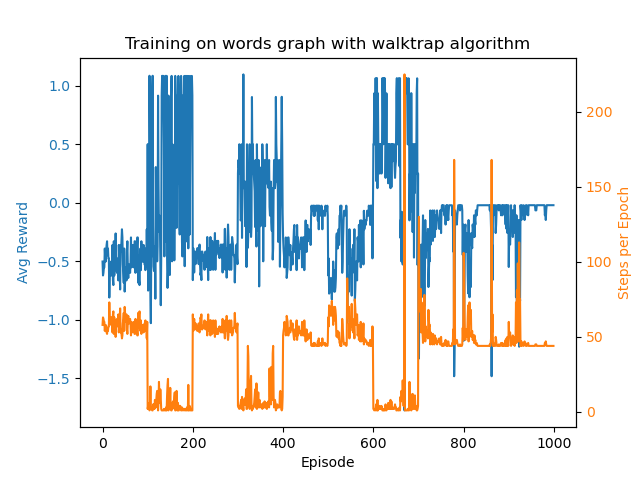 Training on words graph with walktrap algorithm
1.0
0.5
0.0
−0.5
−1.0
−1.5
Avg Reward
200
150
100
50
0
Steps per Epoch
0 200 400 600 800 1000
Episode